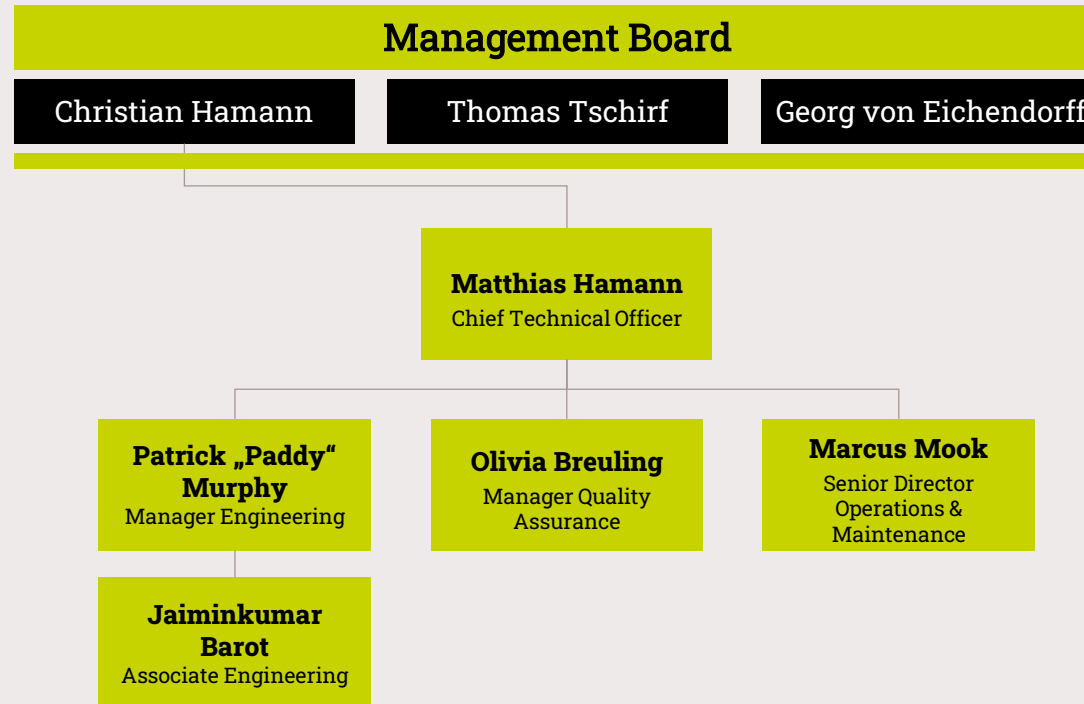 Management Board
Christian Hamann
Thomas Tschirf
Georg von Eichendorff
Matthias Hamann
Chief Technical Officer
Patrick „Paddy“
Murphy
Manager Engineering
Olivia Breuling
Manager Quality
Assurance
Marcus Mook
Senior Director
Operations &
Maintenance
Jaiminkumar
Barot
Associate Engineering